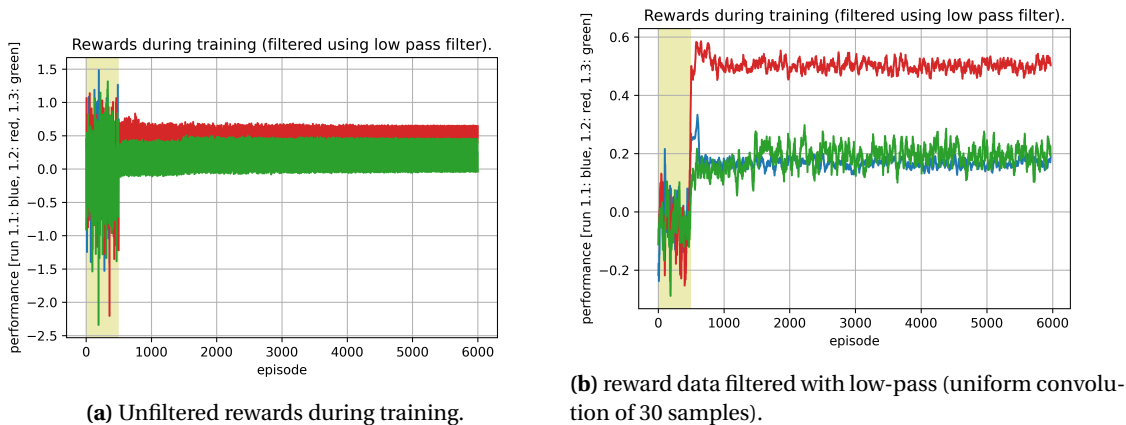 Rewards during training (filtered using low pass filter).
performance [run 1.1: blue, 1.2: red, 1.3: green]
1.5
1.0
0.5
0.0
−0.5
−1.0
−1.5
−2.0
−2.5
0 1000 2000 3000 4000 5000 6000
episode
(a) Unfiltered rewards during training.
Rewards during training (filtered using low pass filter).
performance [run 1.1: blue, 1.2: red, 1.3: green]
0.6
0.4
0.2
0.0
−0.2
0 1000 2000 3000 4000 5000 6000
episode
(b) reward data filtered with low-pass (uniform convolu-
tion of 30 samples).